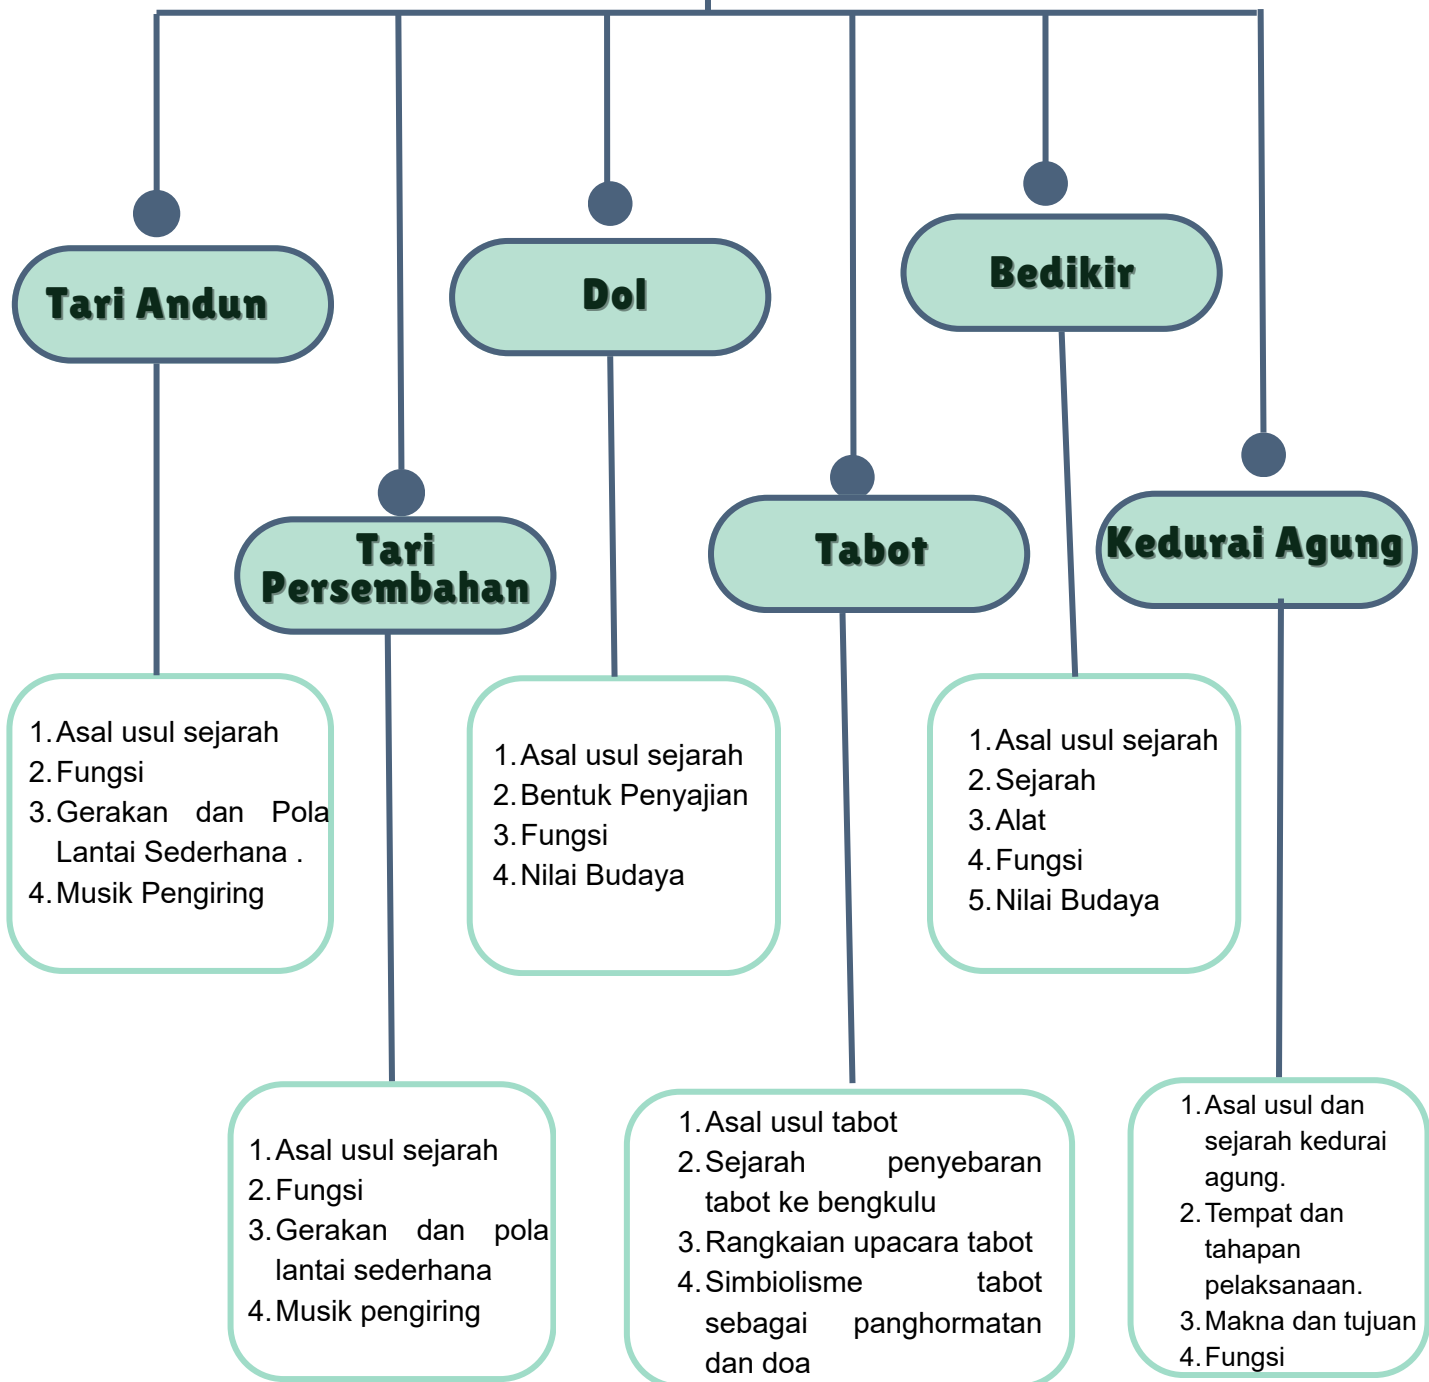 Tari Andun
Dol
Bedikir
Tari
Persembahan
Tabot
Kedurai Agung
1. Asal usul sejarah
2. Fungsi
3. Gerakan dan Pola
Lantai Sederhana .
4. Musik Pengiring
1. Asal usul sejarah
2. Bentuk Penyajian
3. Fungsi
4. Nilai Budaya
1. Asal usul sejarah
2. Sejarah
3. Alat
4. Fungsi
5. Nilai Budaya
1. Asal usul sejarah
2. Fungsi
3. Gerakan dan pola
lantai sederhana
4. Musik pengiring
1. Asal usul tabot
2. Sejarah penyebaran
tabot ke bengkulu
3. Rangkaian upacara tabot
4. Simbiolisme tabot
sebagai panghormatan
dan doa
1. Asal usul dan
sejarah kedurai
agung.
2. Tempat dan
tahapan
pelaksanaan.
3. Makna dan tujuan
4. Fungsi